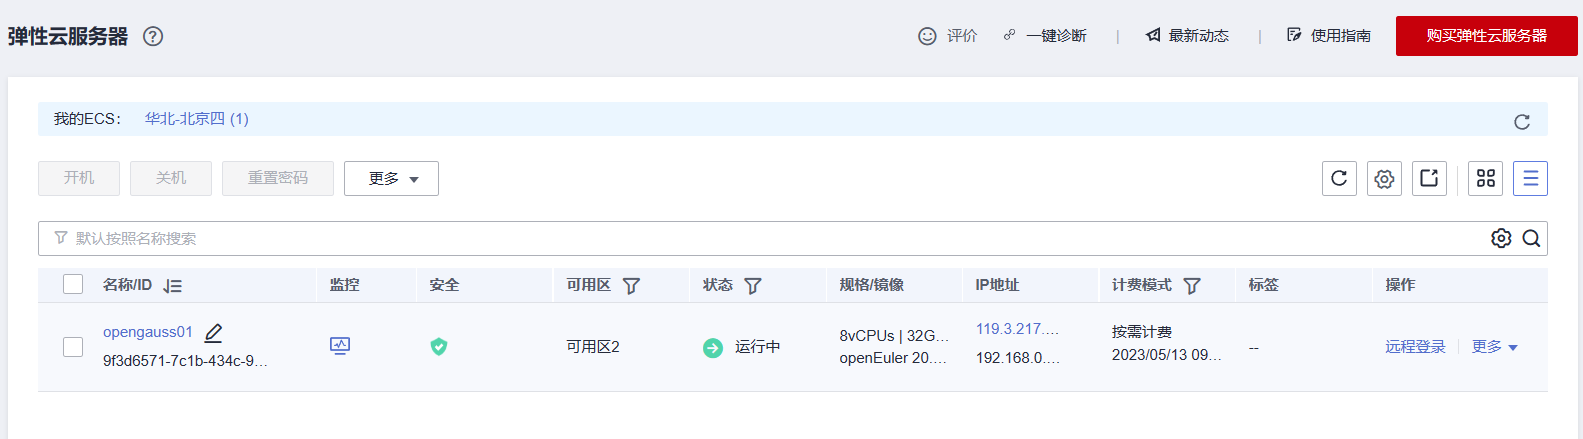 弹性云服务器 ?
评价 一键诊断 | 最新动态 | 使用指南 购买弹性云服务器
我的ECS： 华北-北京四 (1)
开机 关机 重置密码 更多
默认按照名称搜索
名称/ID 监控 安全 可用区 状态 规格/镜像 IP地址 计费模式 标签 操作
opengauss01
9f3d6571-7c1b-434c-9...
可用区2
运行中
8vCPUs | 32G...
openEuler 20....
119.3.217....
192.168.0....
按需计费
2023/05/13 09...
--
远程登录 更多